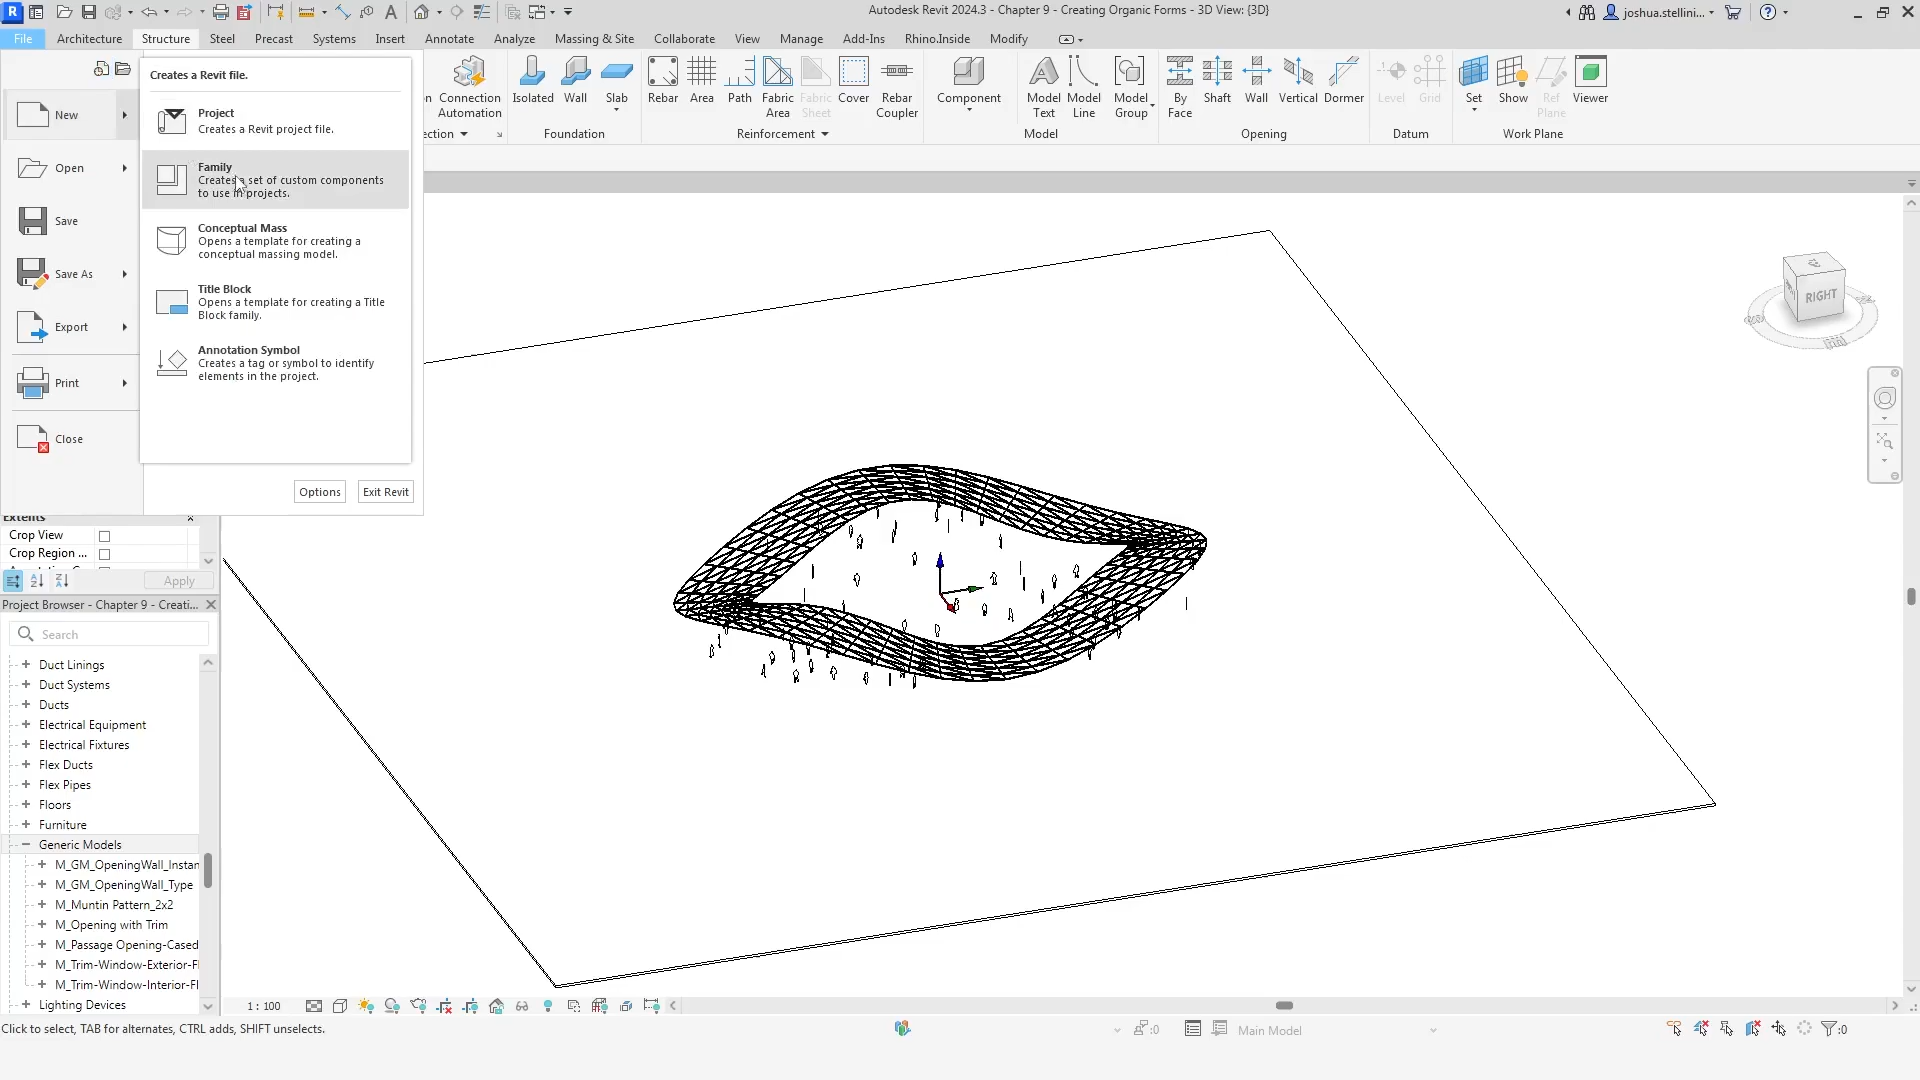 Autodesk Revit 2024.3 - Chapter 9 - Creating Organic Forms - 3D View: {3D}
joshua.stellini...
File Architecture Structure Steel Precast Systems Insert Annotate Analyze Massing & Site Collaborate View Manage Add-Ins Rhino.Inside Modify
Connection Automation
Isolated Wall Slab
Rebar Area Path Fabric Area Fabric Sheet Cover Rebar Coupler
Component Model Text Model Line Model Group
By Face Shaft Wall Vertical Dormer
Level Grid
Set Show Ref Plane Viewer
Foundation Reinforcement Model Opening Datum Work Plane
New
Open
Save
Save As
Export
Print
Close
Creates a Revit file.
Project
Creates a Revit project file.
Family
Creates a set of custom components
to use in projects.
Conceptual Mass
Opens a template for creating a
conceptual massing model.
Title Block
Opens a template for creating a Title
Block family.
Annotation Symbol
Creates a tag or symbol to identify
elements in the project.
Options Exit Revit
RIGHT
Extents
Crop View
Crop Region ...
Apply
Project Browser - Chapter 9 - Creati...
Search
Duct Linings
Duct Systems
Ducts
Electrical Equipment
Electrical Fixtures
Flex Ducts
Flex Pipes
Floors
Furniture
Generic Models
M_GM_OpeningWall_Instan
M_GM_OpeningWall_Type
M_Muntin Pattern_2x2
M_Opening with Trim
M_Passage Opening-Cased
M_Trim-Window-Exterior-Fl
M_Trim-Window-Interior-Fl
Lighting Devices
1 : 100
Click to select, TAB for alternates, CTRL adds, SHIFT unselects.
:0
Main Model
:0